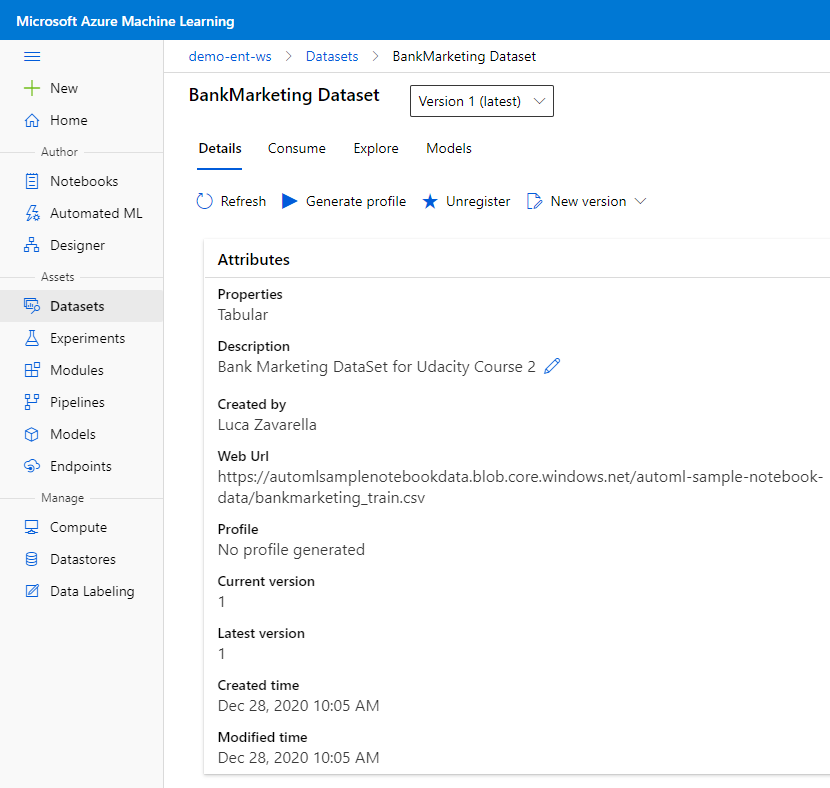 Microsoft Azure Machine Learning
New
Home
Author
Notebooks
Automated ML
Designer
Assets
Datasets
Experiments
Modules
Pipelines
Models
Endpoints
Manage
Compute
Datastores
Data Labeling
demo-ent-ws > Datasets > BankMarketing Dataset
BankMarketing Dataset
Version 1 (latest)
Details Consume Explore Models
Refresh Generate profile Unregister New version
Attributes
Properties
Tabular
Description
Bank Marketing DataSet for Udacity Course 2
Created by
Luca Zavarella
Web Url
https://automlsamplenotebookdata.blob.core.windows.net/automl-sample-notebook-
data/bankmarketing_train.csv
Profile
No profile generated
Current version
1
Latest version
1
Created time
Dec 28, 2020 10:05 AM
Modified time
Dec 28, 2020 10:05 AM